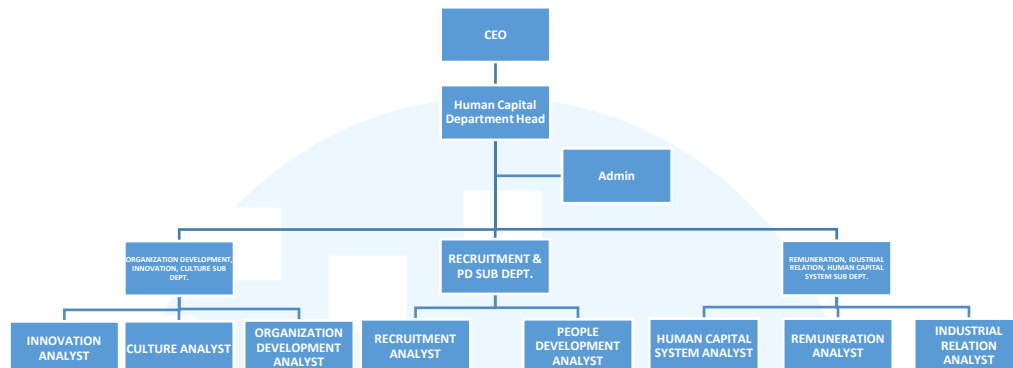 CEO
Human Capital
Department Head
Admin
ORGANIZATION DEVELOPMENT,
INNOVATION, CULTURE SUB
DEPT.
RECRUITMENT &
PD SUB DEPT.
REMUNERATION, IDUSTRIAL
RELATION, HUMAN CAPITAL
SYSTEM SUB DEPT.
INNOVATION
ANALYST
CULTURE ANALYST
ORGANIZATION
DEVELOPMENT
ANALYST
RECRUITMENT
ANALYST
PEOPLE
DEVELOPMENT
ANALYST
HUMAN CAPITAL
SYSTEM ANALYST
REMUNERATION
ANALYST
INDUSTRIAL
RELATION
ANALYST